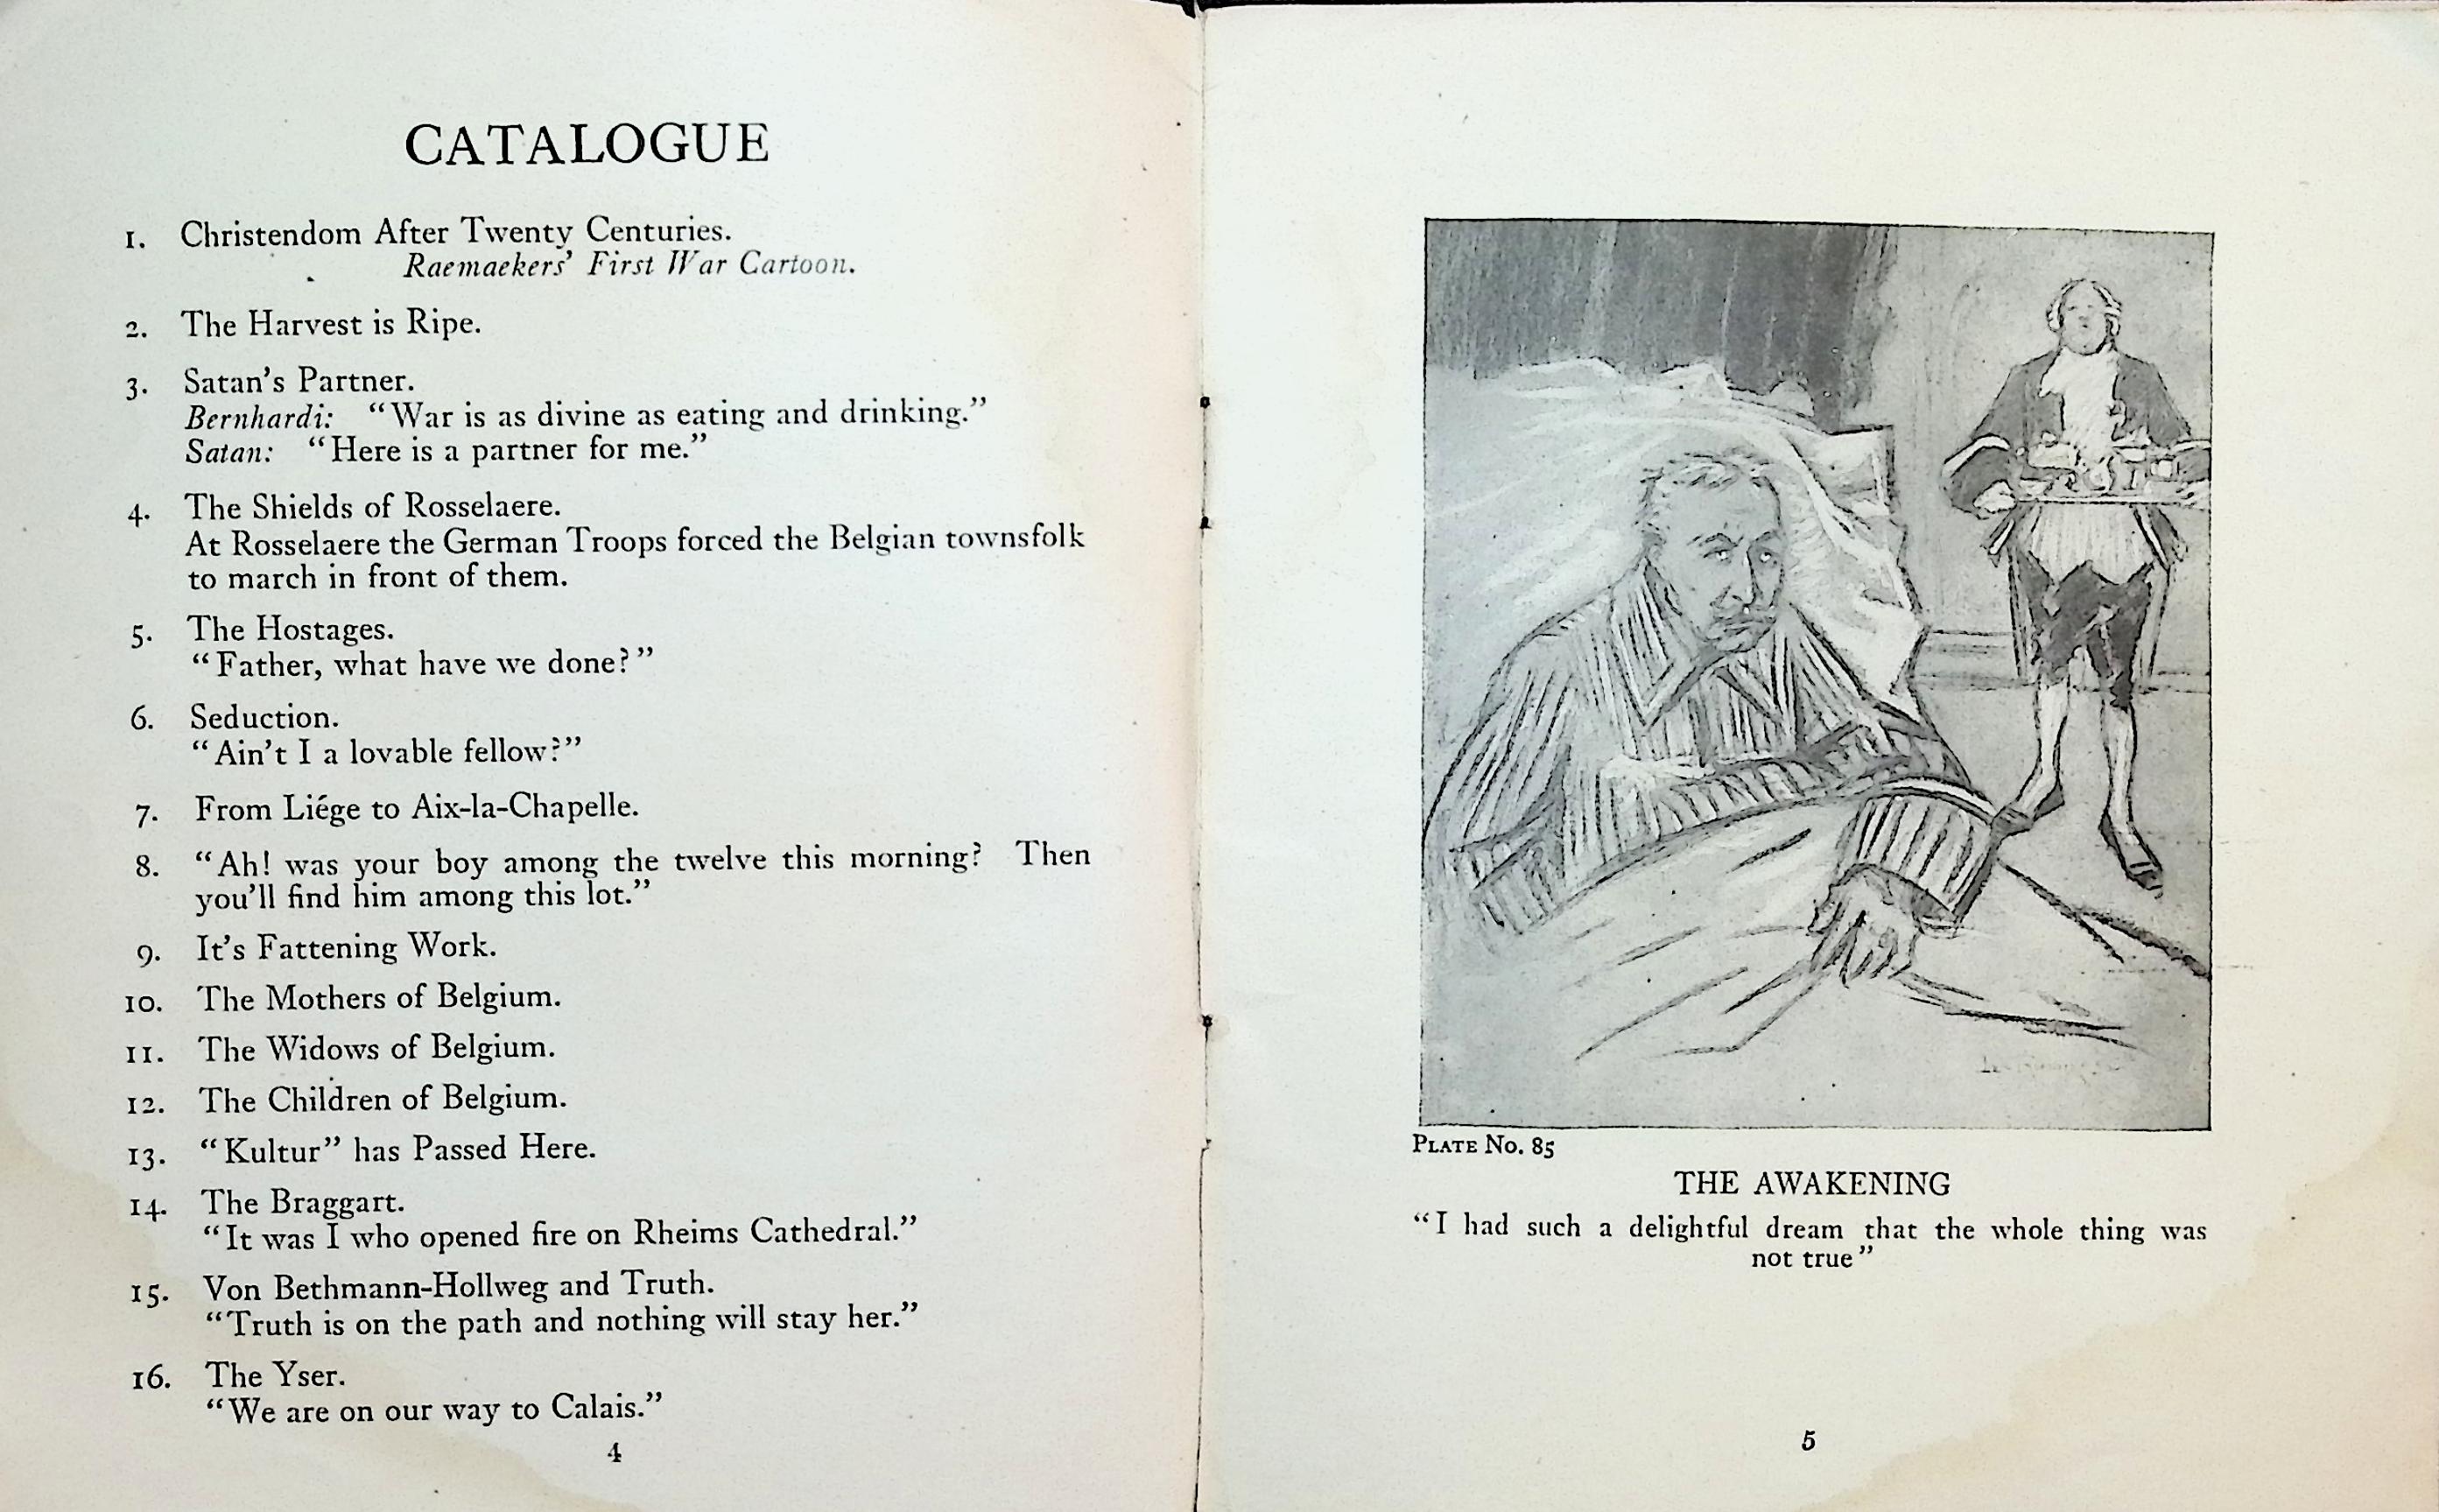 CATALOGUE
1. Christendom After Twenty Centuries.
Raemaekers' First War Cartoon.
2. The Harvest is Ripe.
3. Satan's Partner.
Bernhardi: "War is as divine as eating and drinking."
Satan: "Here is a partner for me."
4. The Shields of Rosselaere.
At Rosselaere the German Troops forced the Belgian townsfolk
to march in front of them.
5. The Hostages.
"Father, what have we done?"
6. Seduction.
"Ain't I a lovable fellow?"
7. From Liége to Aix-la-Chapelle.
8. "Ah! was your boy among the twelve this morning? Then
you'll find him among this lot."
9. It's Fattening Work.
10. The Mothers of Belgium.
11. The Widows of Belgium.
12. The Children of Belgium.
13. "Kultur" has Passed Here.
14. The Braggart.
"It was I who opened fire on Rheims Cathedral."
15. Von Bethmann-Hollweg and Truth.
"Truth is on the path and nothing will stay her."
16. The Yser.
"We are on our way to Calais."
4
PLATE No. 85
THE AWAKENING
"I had such a delightful dream that the whole thing was
not true"
5